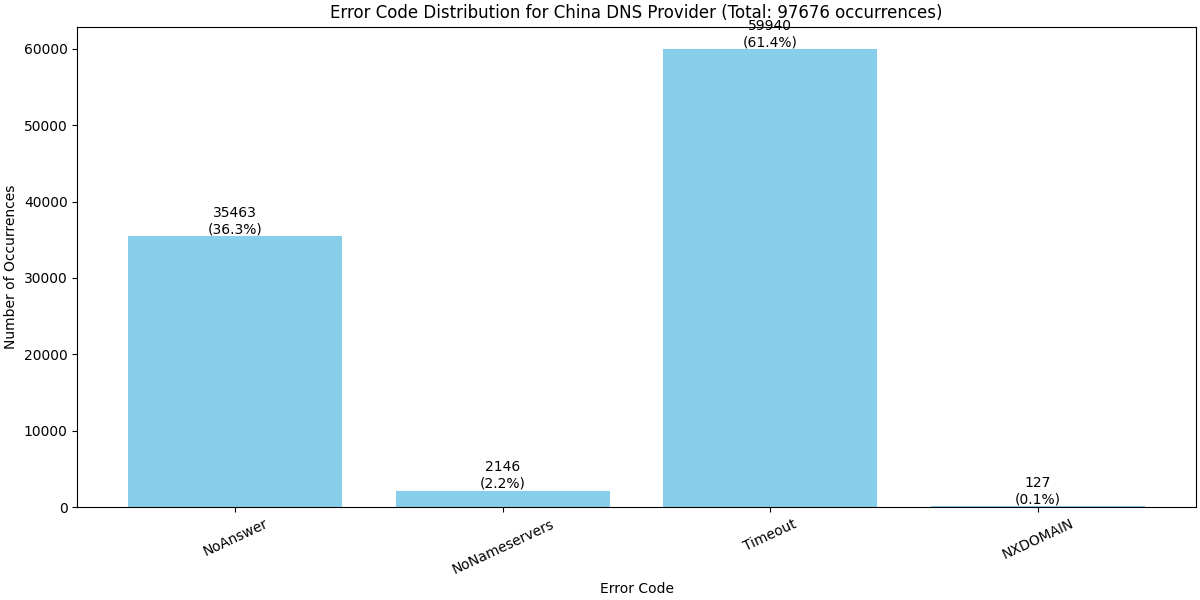 Error Code Distribution for China DNS Provider (Total: 97676 occurrences)
59940
(61.4%)
60000
50000
40000
30000
20000
10000
0
Number of Occurrences
35463
(36.3%)
2146
(2.2%)
127
(0.1%)
NoAnswer
NoNameservers
Timeout
NXDOMAIN
Error Code